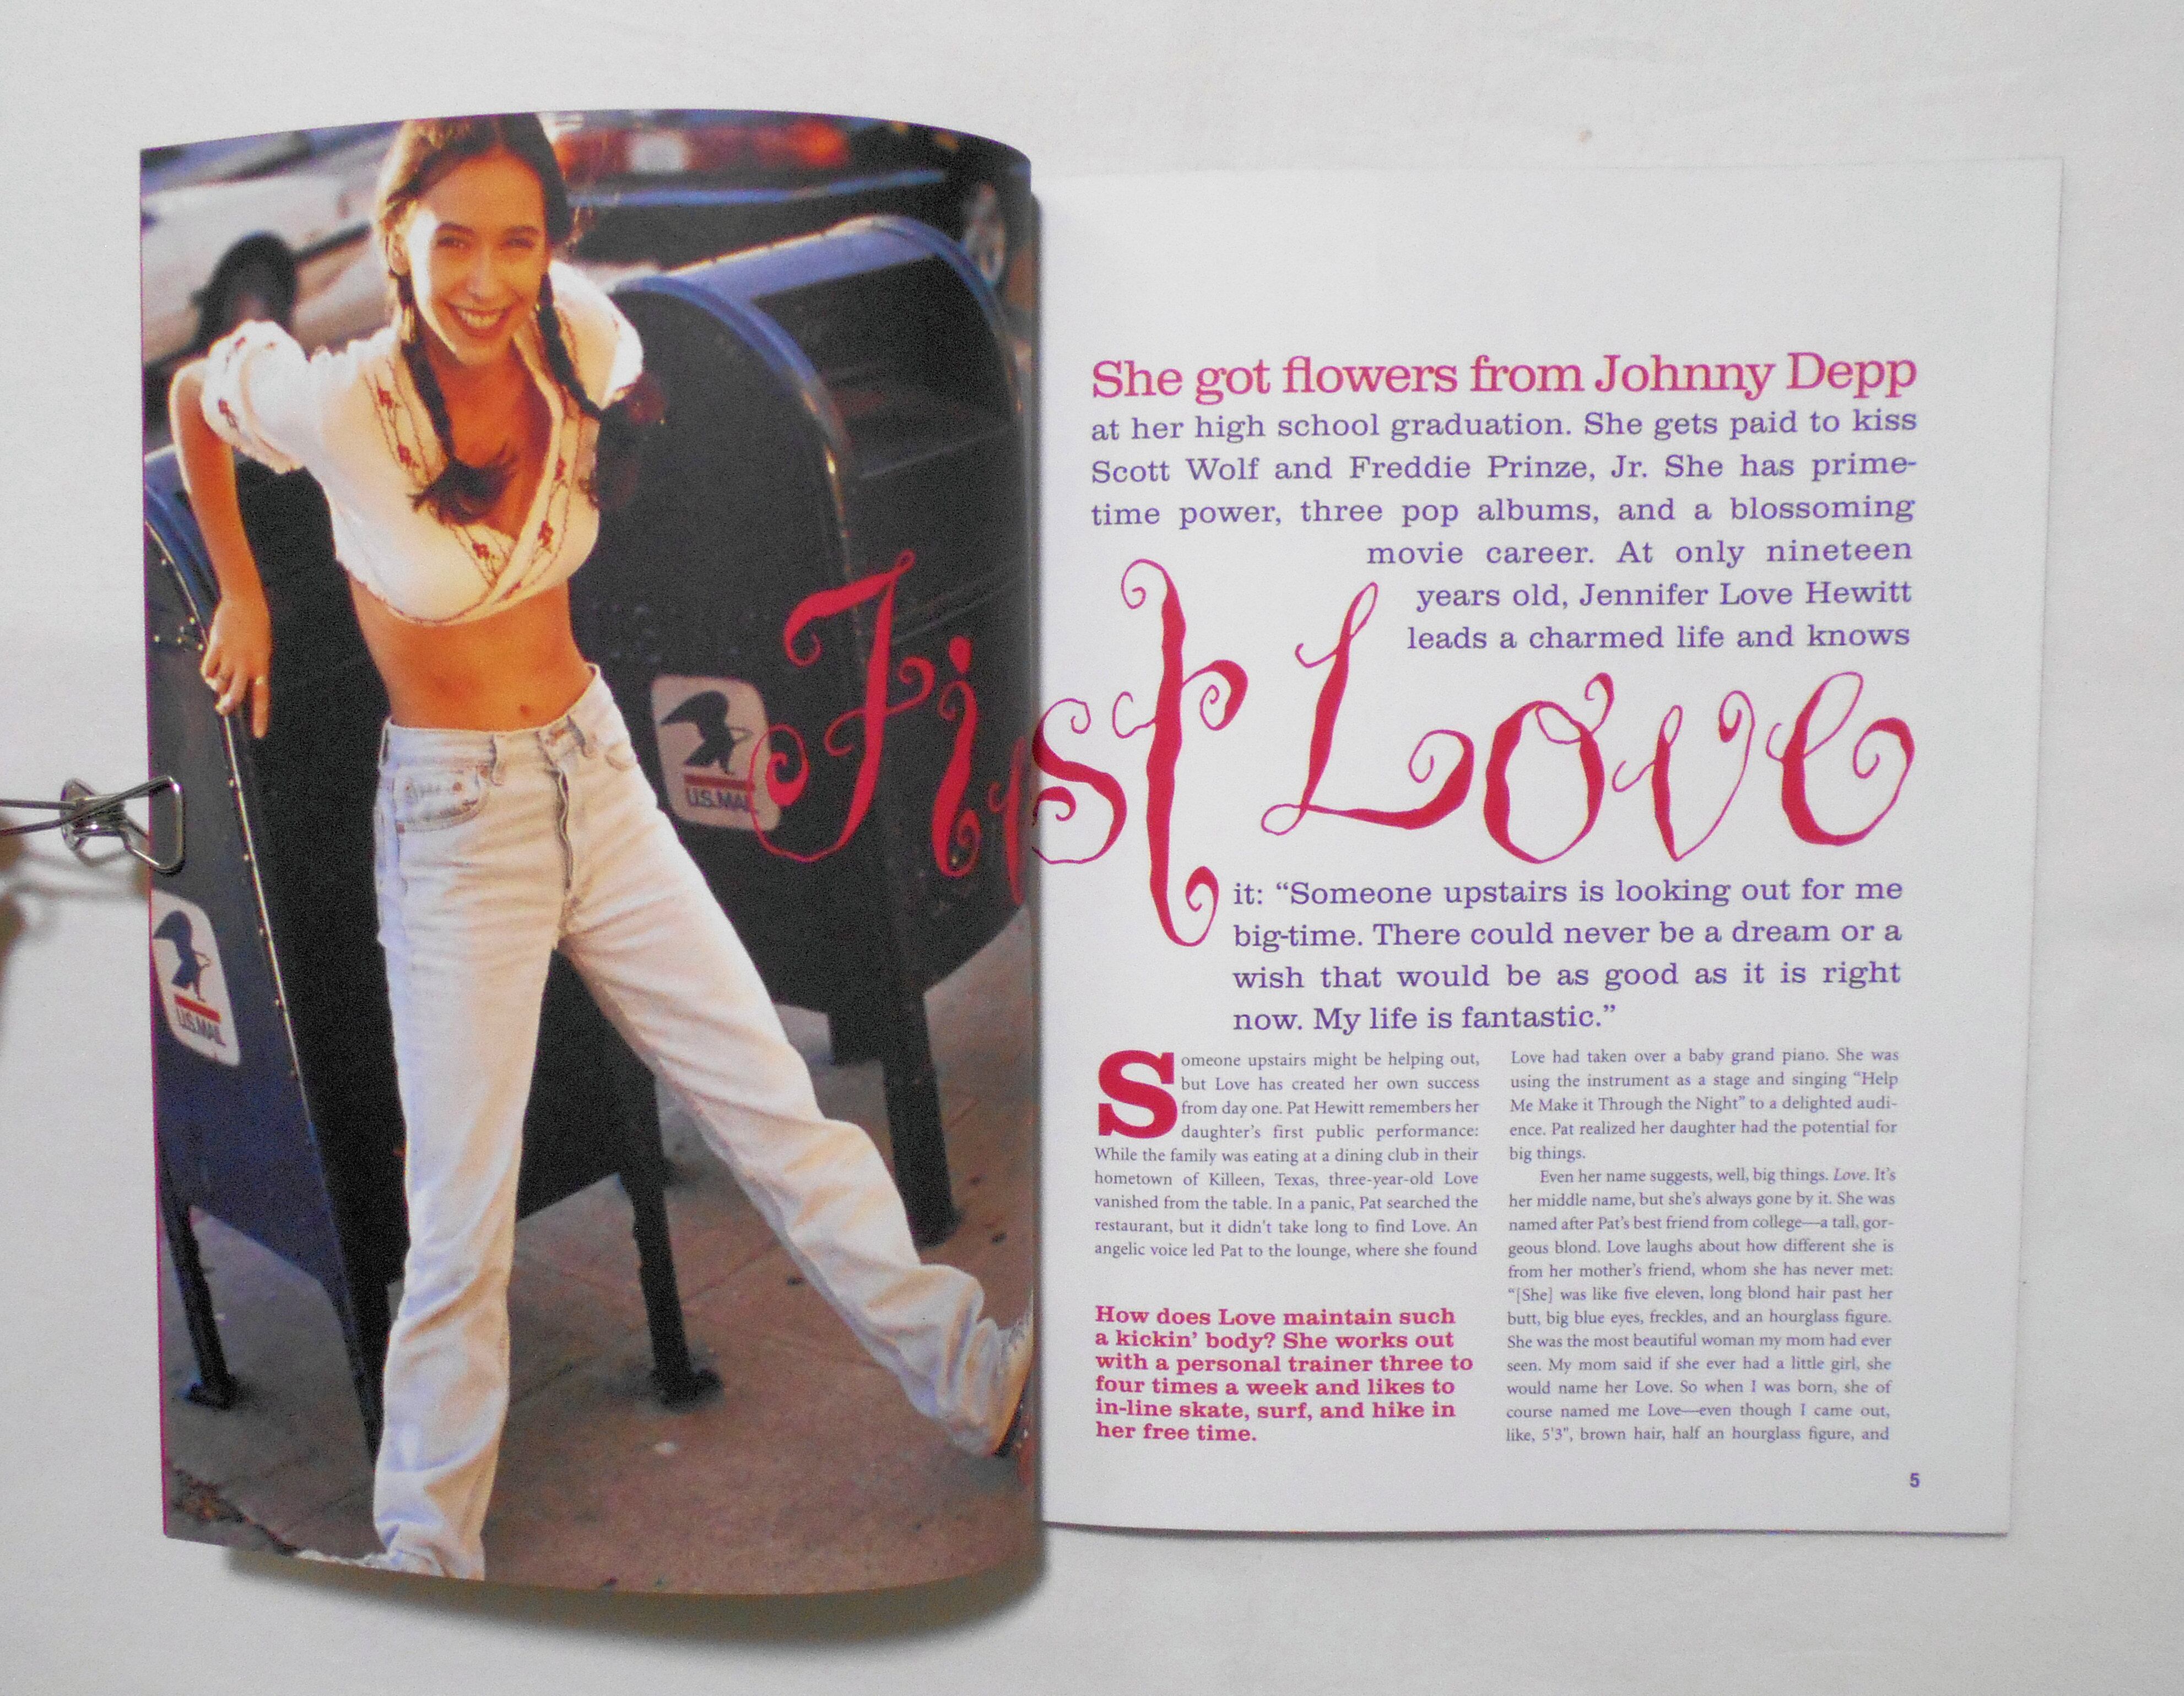 U.S.MAIL
U.S.MAIL
First Love
She got flowers from Johnny Depp
at her high school graduation. She gets paid to kiss
Scott Wolf and Freddie Prinze, Jr. She has prime-
time power, three pop albums, and a blossoming
movie career. At only nineteen
years old, Jennifer Love Hewitt
leads a charmed life and knows
it: “Someone upstairs is looking out for me
big-time. There could never be a dream or a
wish that would be as good as it is right
now. My life is fantastic.”
Someone upstairs might be helping out,
but Love has created her own success
from day one. Pat Hewitt remembers her
daughter’s first public performance:
While the family was eating at a dining club in their
hometown of Killeen, Texas, three-year-old Love
vanished from the table. In a panic, Pat searched the
restaurant, but it didn’t take long to find Love. An
angelic voice led Pat to the lounge, where she found
How does Love maintain such
a kickin’ body? She works out
with a personal trainer three to
four times a week and likes to
in-line skate, surf, and hike in
her free time.
Love had taken over a baby grand piano. She was
using the instrument as a stage and singing “Help
Me Make it Through the Night” to a delighted audi-
ence. Pat realized her daughter had the potential for
big things.
Even her name suggests, well, big things. Love. It’s
her middle name, but she’s always gone by it. She was
named after Pat’s best friend from college—a tall, gor-
geous blond. Love laughs about how different she is
from her mother’s friend, whom she has never met:
“[She] was like five eleven, long blond hair past her
butt, big blue eyes, freckles, and an hourglass figure.
She was the most beautiful woman my mom had ever
seen. My mom said if she ever had a little girl, she
would name her Love. So when I was born, she of
course named me Love—even though I came out,
like, 5'3", brown hair, half an hourglass figure, and
5